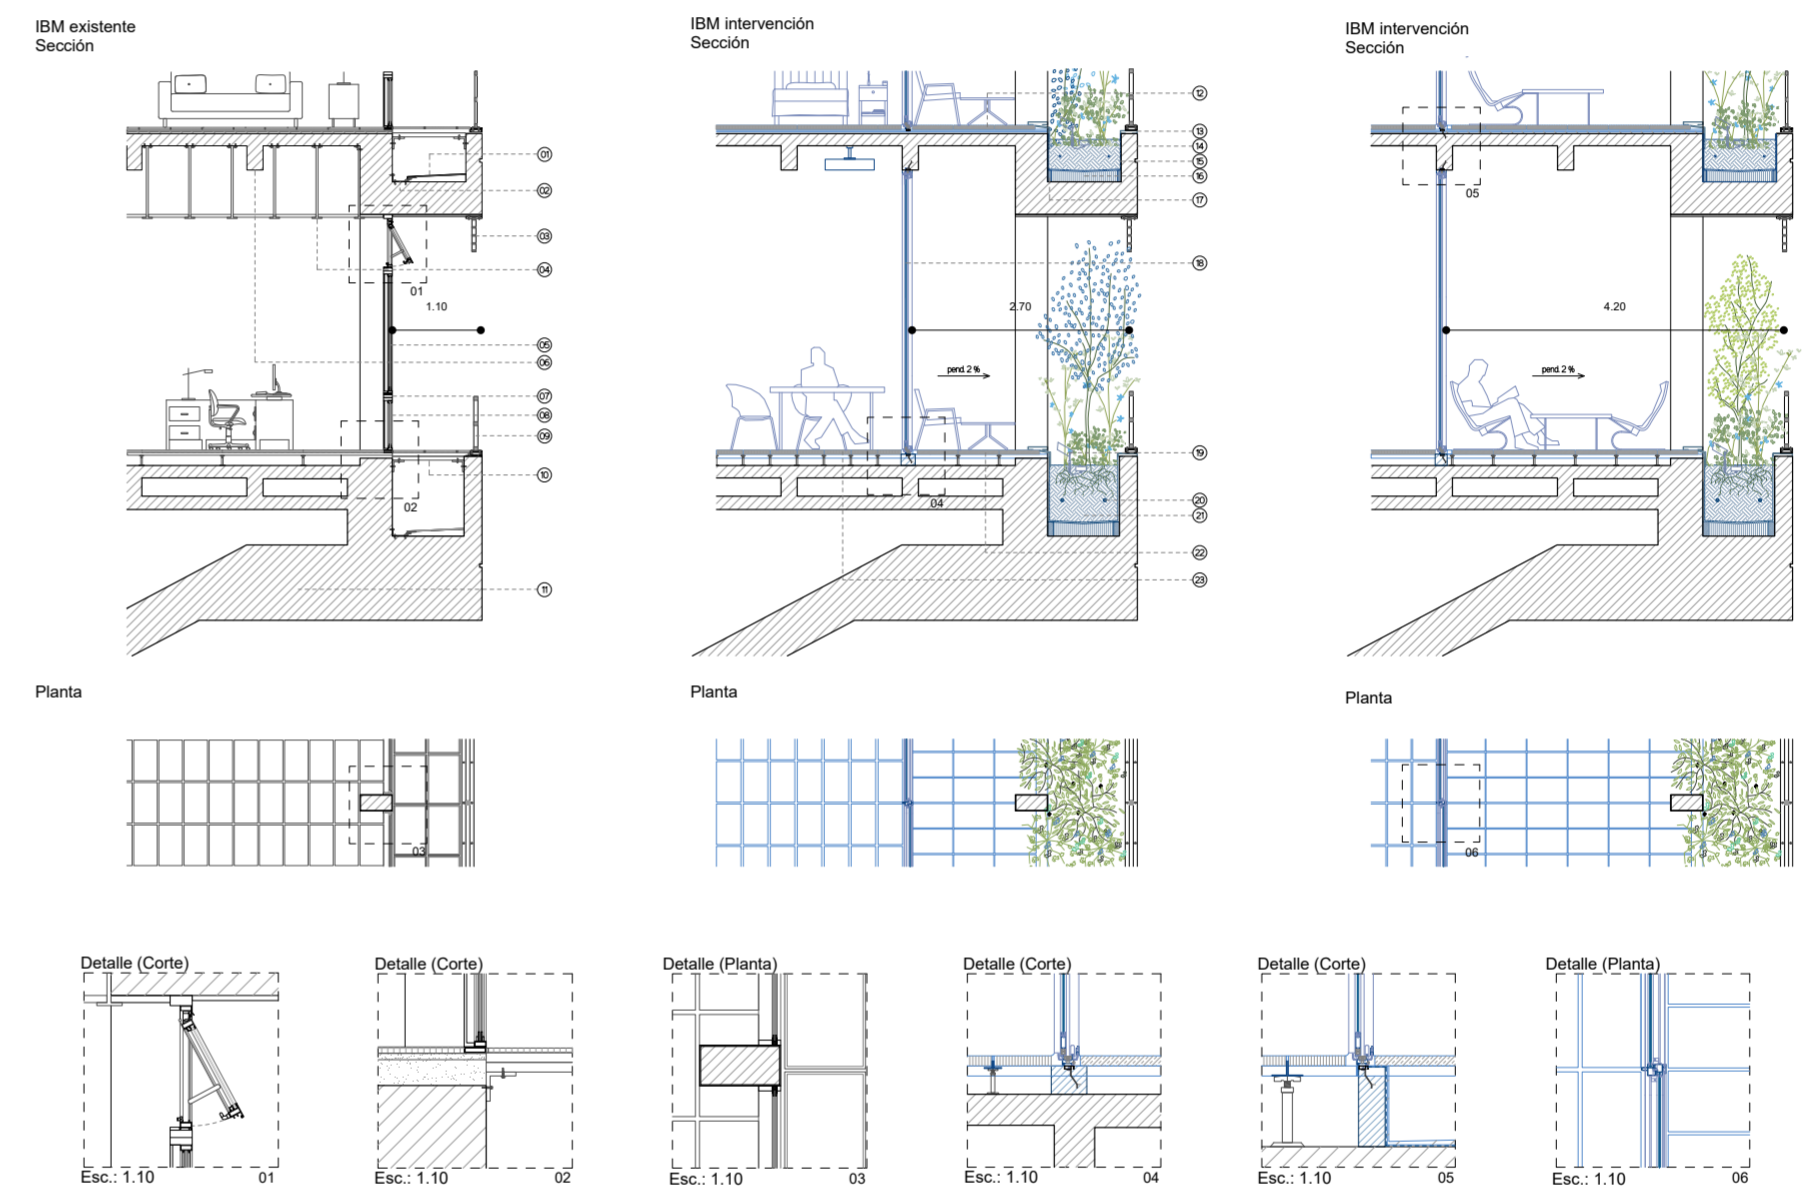 IBM existente
Sección
01
02
03
04
01
1.10
05
06
07
08
09
10
02
11
IBM intervención
Sección
12
13
14
15
16
17
18
2.70
pend. 2 %
19
20
04
21
22
23
IBM intervención
Sección
05
4.20
pend. 2 %
Planta
03
Planta
Planta
06
Detalle (Corte)
Esc.: 1.10
01
Detalle (Corte)
Esc.: 1.10
02
Detalle (Planta)
Esc.: 1.10
03
Detalle (Corte)
Esc.: 1.10
04
Detalle (Corte)
Esc.: 1.10
05
Detalle (Planta)
Esc.: 1.10
06